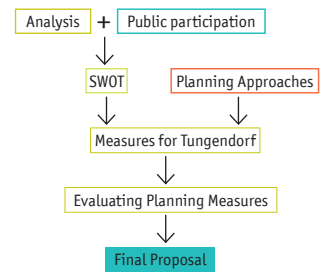 Analysis + Public participation
SWOT
Planning Approaches
Measures for Tungendorf
Evaluating Planning Measures
Final Proposal